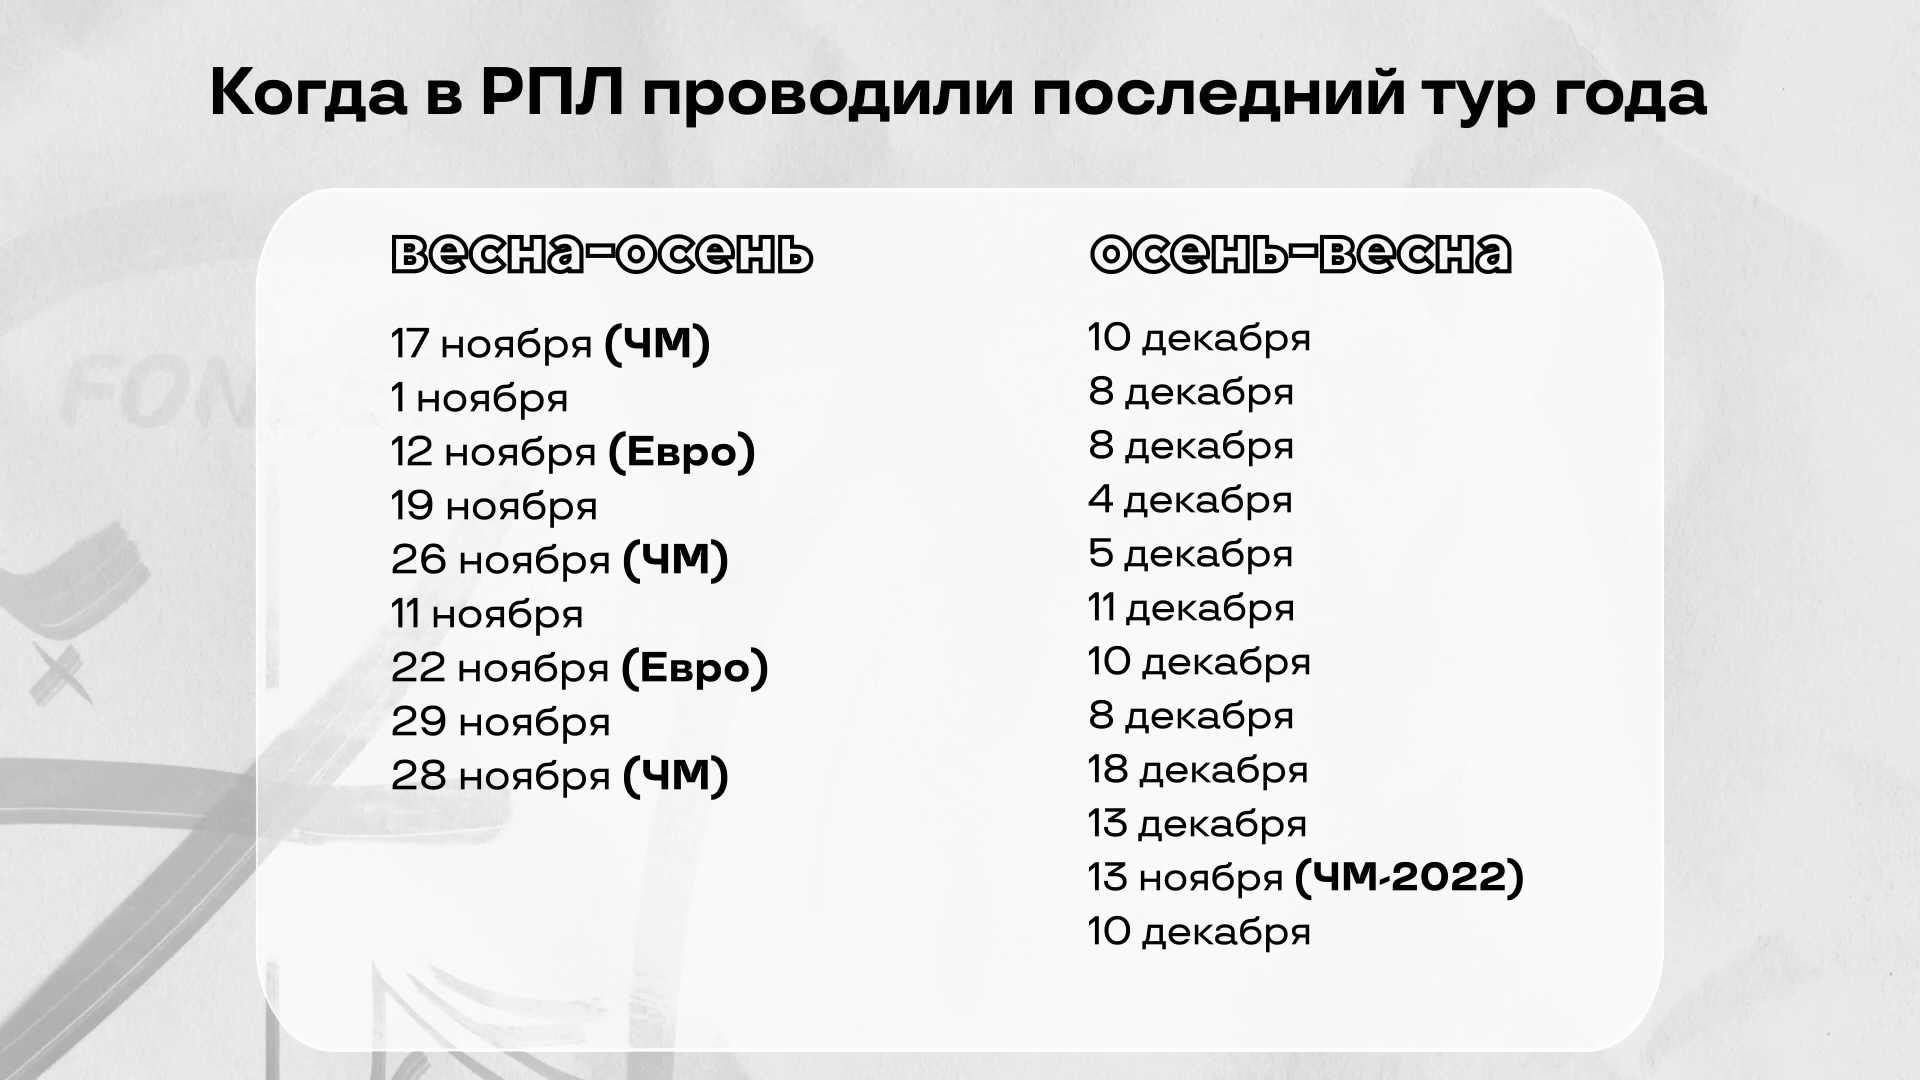 Когда в РПЛ проводили последний тур года
весна-осень
17 ноября (ЧМ)
1 ноября
12 ноября (Евро)
19 ноября
26 ноября (ЧМ)
11 ноября
22 ноября (Евро)
29 ноября
28 ноября (ЧМ)
осень-весна
10 декабря
8 декабря
8 декабря
4 декабря
5 декабря
11 декабря
10 декабря
8 декабря
18 декабря
13 декабря
13 ноября (ЧМ-2022)
10 декабря
FONBET